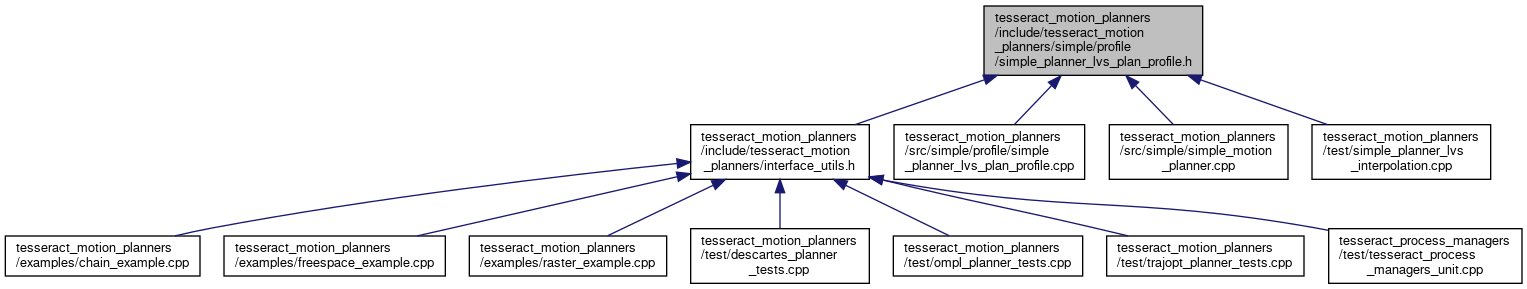 tesseract_motion_planners
/include/tesseract_motion
_planners/simple/profile
/simple_planner_lvs_plan_profile.h
tesseract_motion_planners
/include/tesseract_motion
_planners/interface_utils.h
tesseract_motion_planners
/src/simple/profile/simple
_planner_lvs_plan_profile.cpp
tesseract_motion_planners
/src/simple/simple_motion
_planner.cpp
tesseract_motion_planners
/test/simple_planner_lvs
_interpolation.cpp
tesseract_motion_planners
/examples/chain_example.cpp
tesseract_motion_planners
/examples/freespace_example.cpp
tesseract_motion_planners
/examples/raster_example.cpp
tesseract_motion_planners
/test/descartes_planner
_tests.cpp
tesseract_motion_planners
/test/ompl_planner_tests.cpp
tesseract_motion_planners
/test/trajopt_planner_tests.cpp
tesseract_process_managers
/test/tesseract_process
_managers_unit.cpp